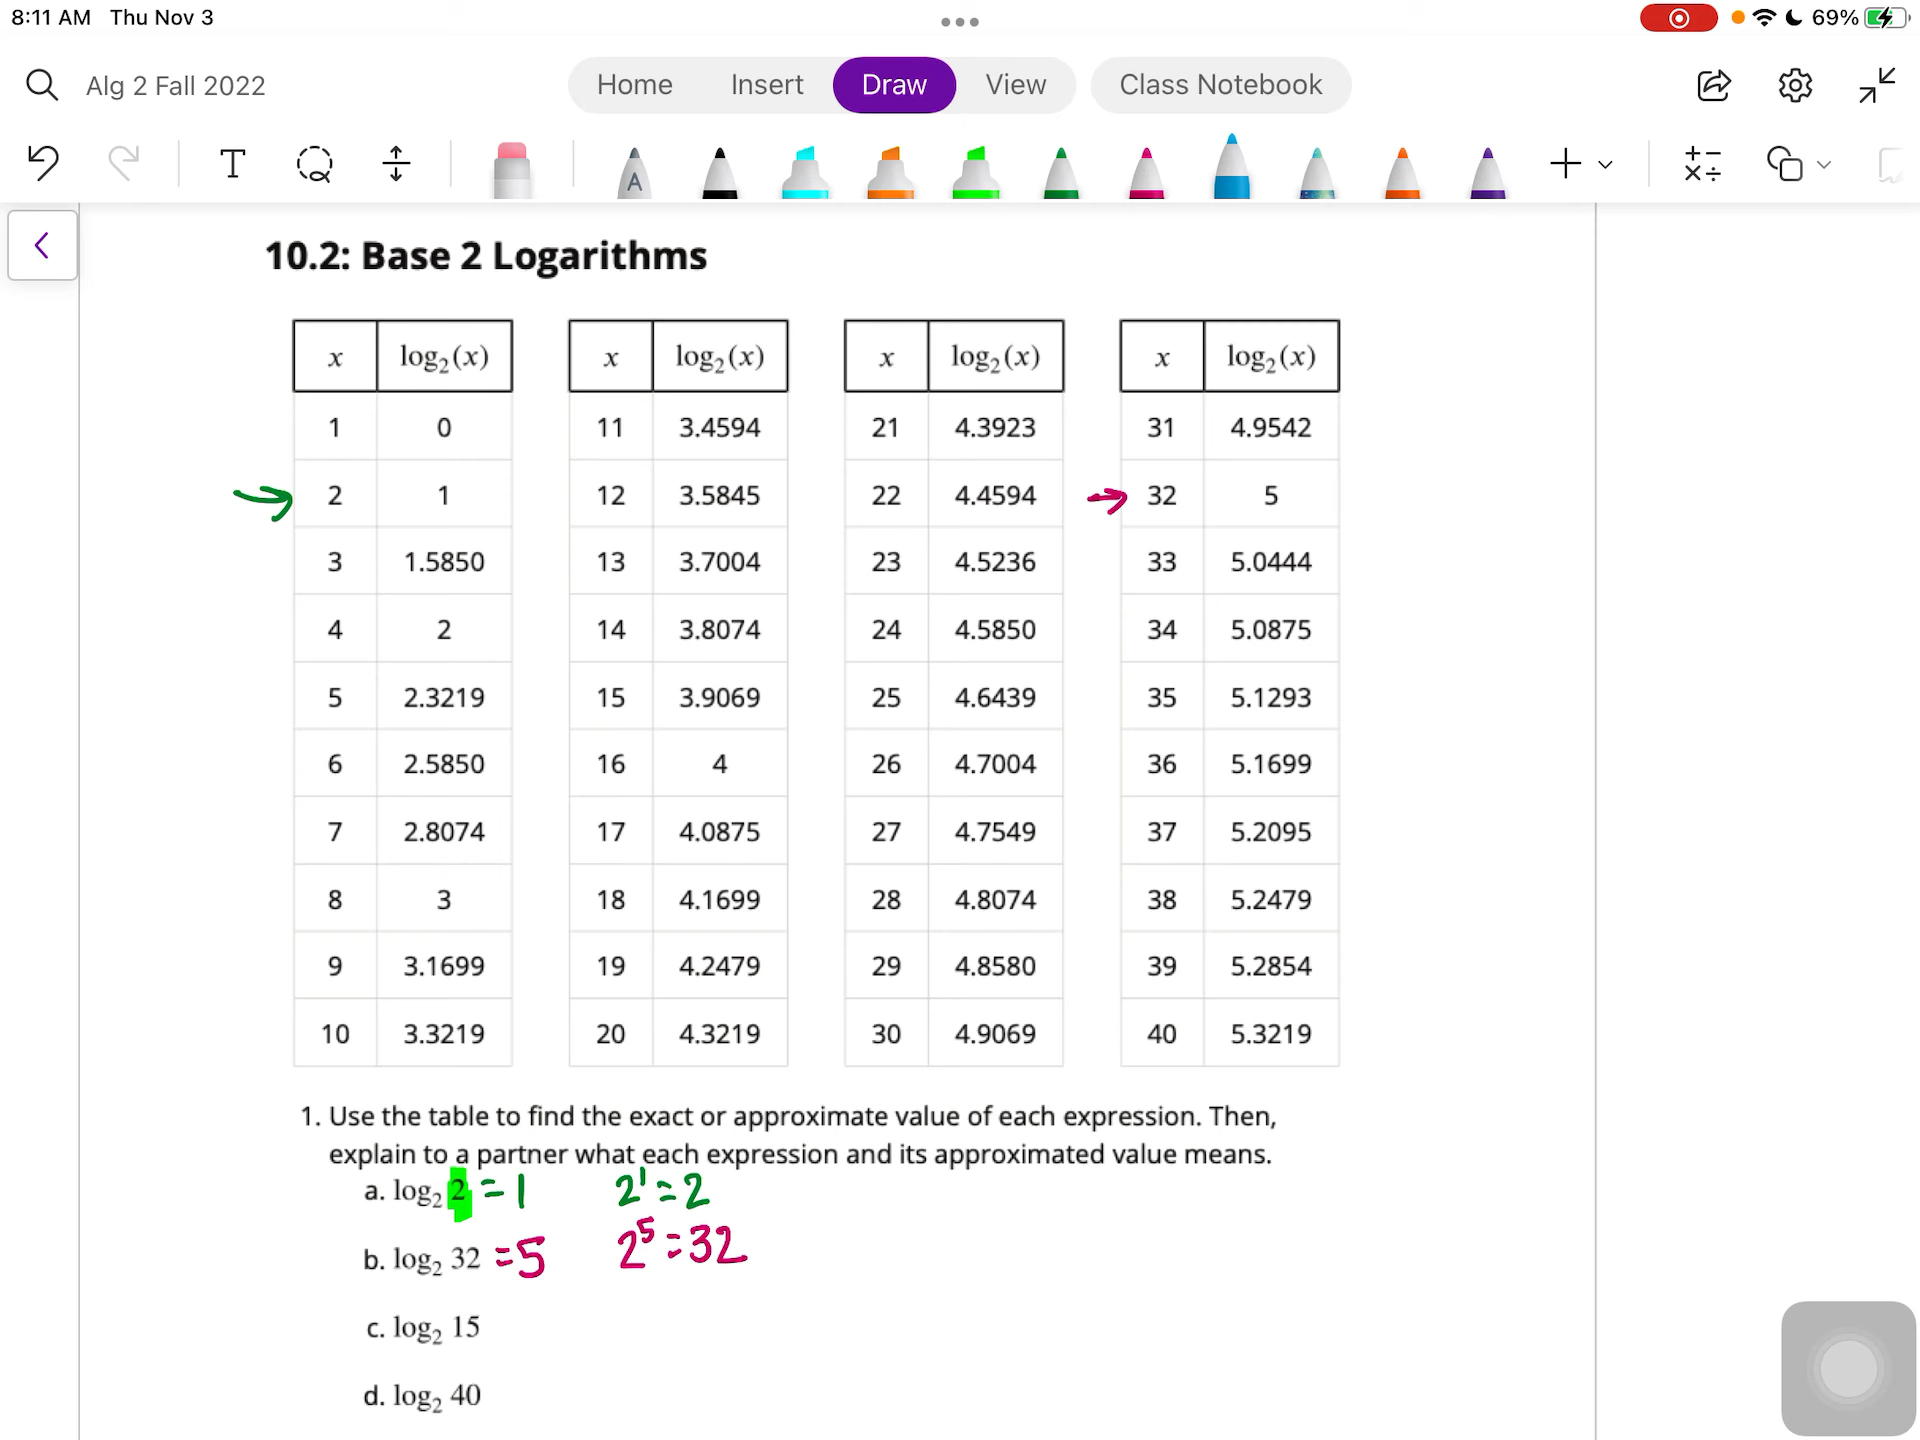 8:11 AM Thu Nov 3
69%
Alg 2 Fall 2022
Home Insert Draw View Class Notebook
T A
10.2: Base 2 Logarithms
x log₂(x) x log₂(x) x log₂(x) x log₂(x)
1 0 11 3.4594 21 4.3923 31 4.9542
→ 2 1 12 3.5845 22 4.4594 → 32 5
3 1.5850 13 3.7004 23 4.5236 33 5.0444
4 2 14 3.8074 24 4.5850 34 5.0875
5 2.3219 15 3.9069 25 4.6439 35 5.1293
6 2.5850 16 4 26 4.7004 36 5.1699
7 2.8074 17 4.0875 27 4.7549 37 5.2095
8 3 18 4.1699 28 4.8074 38 5.2479
9 3.1699 19 4.2479 29 4.8580 39 5.2854
10 3.3219 20 4.3219 30 4.9069 40 5.3219
1. Use the table to find the exact or approximate value of each expression. Then,
explain to a partner what each expression and its approximated value means.
a. log₂ 2 = 1 2¹ = 2
b. log₂ 32 = 5 2⁵ = 32
c. log₂ 15
d. log₂ 40